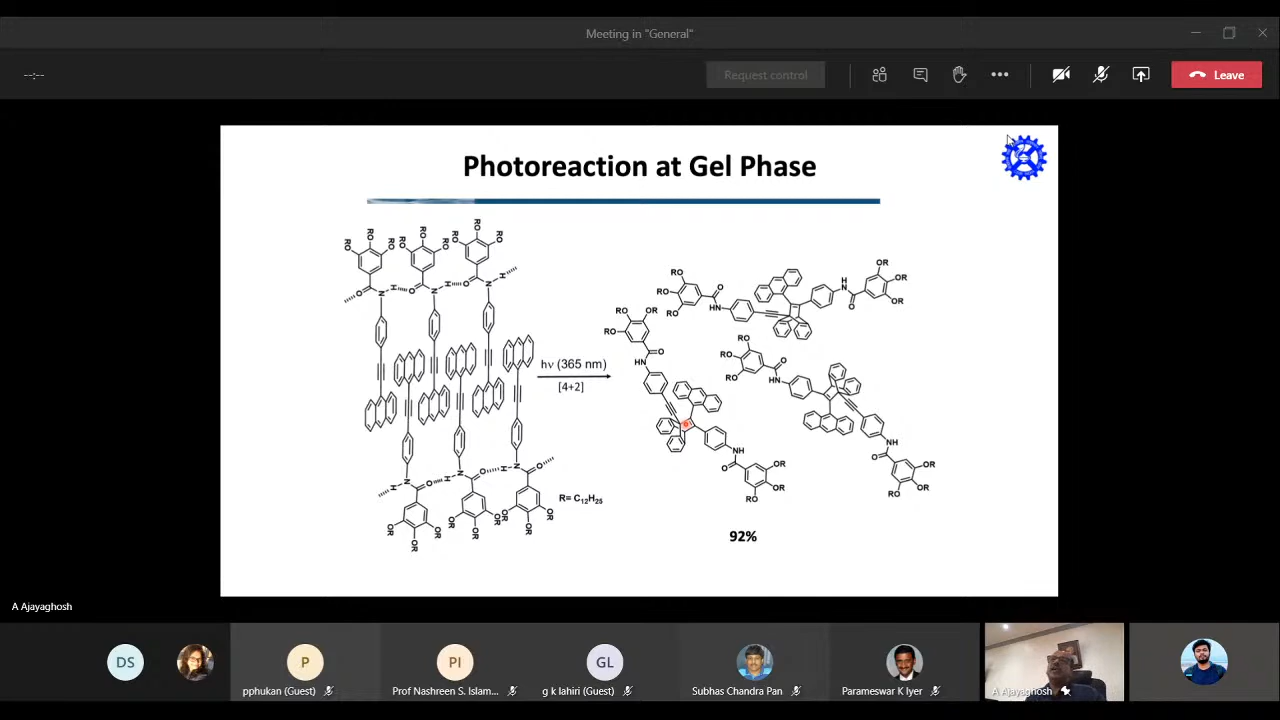 Meeting in "General"
--:--
Request control
Leave
Photoreaction at Gel Phase
hν (365 nm)
[4+2]
R= C₁₂H₂₅
92%
A Ajayaghosh
DS
P
PI
GL
pphukan (Guest)
Prof Nashreen S. Islam...
g k lahiri (Guest)
Subhas Chandra Pan
Parameswar K Iyer
A Ajayaghosh